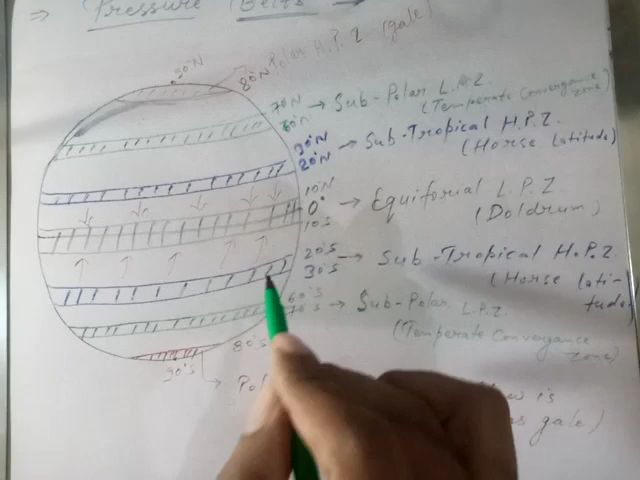 ⇒ Pressure Belts →
90°N
80°N
Polar H.P.Z (gale)
70°N
60°N
→ Sub-Polar L.P.Z.
(Temperate Convergance
zone)
30°N
20°N
→ Sub-Tropical H.P.Z.
(Horse latitude)
10°N
0°
10°S
→ Equitorial L.P.Z
(Doldrum)
20°S
30°S
→ Sub-Tropical H.P.Z
(Horse lati-
tude)
60°S
70°S
→ Sub-Polar L.P.Z.
(Temperate Convergance
Zone)
80°S
90°S
is
gale)